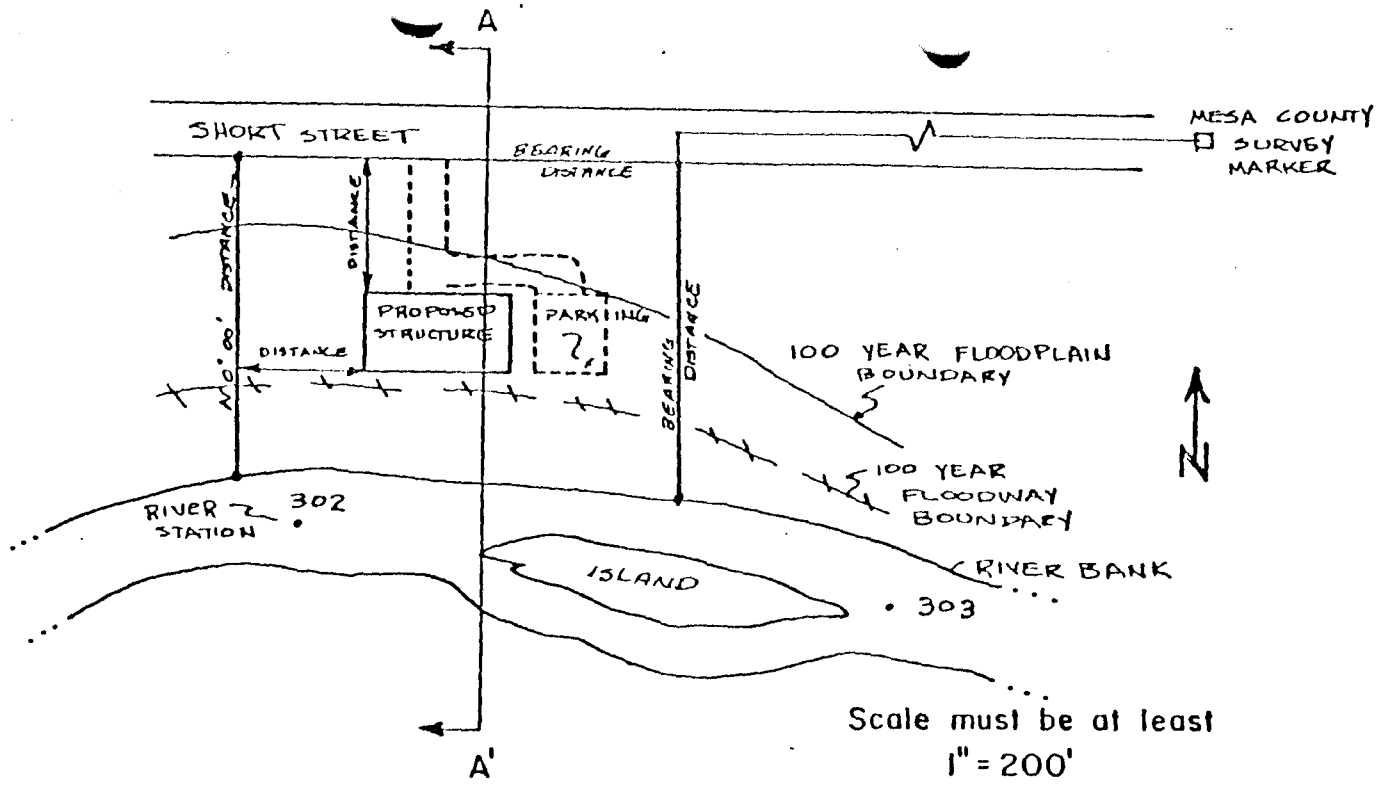 A
SHORT STREET
MESA COUNTY
SURVEY
MARKER
BEARING
DISTANCE
N 0° 00' DISTANCE
DISTANCE
PROPOSED
STRUCTURE
PARKING
DISTANCE
BEARING
DISTANCE
100 YEAR FLOODPLAIN
BOUNDARY
N
100 YEAR
FLOODWAY
BOUNDARY
RIVER
STATION
302
ISLAND
RIVER BANK
303
A'
Scale must be at least
1" = 200'